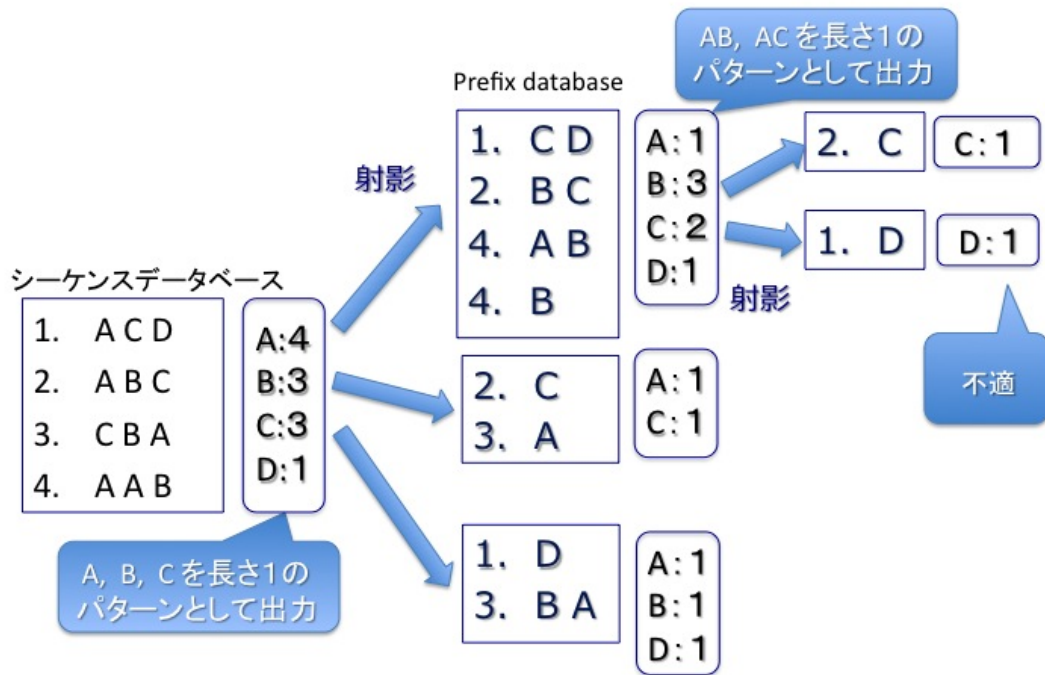 AB, AC を長さ１の
パターンとして出力
Prefix database
1. C D
2. B C
4. A B
4. B
A: 1
B: 3
C: 2
D: 1
2. C
C: 1
1. D
D: 1
射影
射影
不適
シーケンスデータベース
1. A C D
2. A B C
3. C B A
4. A A B
A:4
B:3
C:3
D:1
2. C
3. A
A: 1
C: 1
A, B, C を長さ１の
パターンとして出力
1. D
3. B A
A: 1
B: 1
D: 1